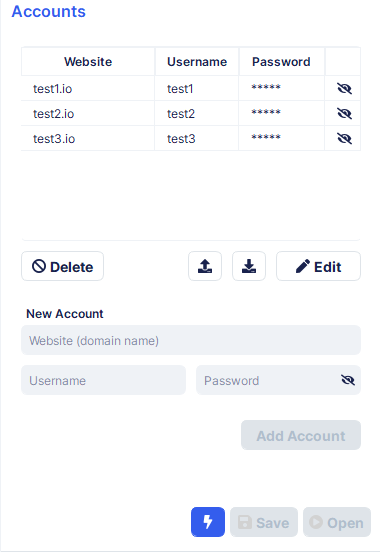 Accounts
Website Username Password
test1.io test1 *****
test2.io test2 *****
test3.io test3 *****
Delete Edit
New Account
Website (domain name)
Username Password
Add Account
Save Open